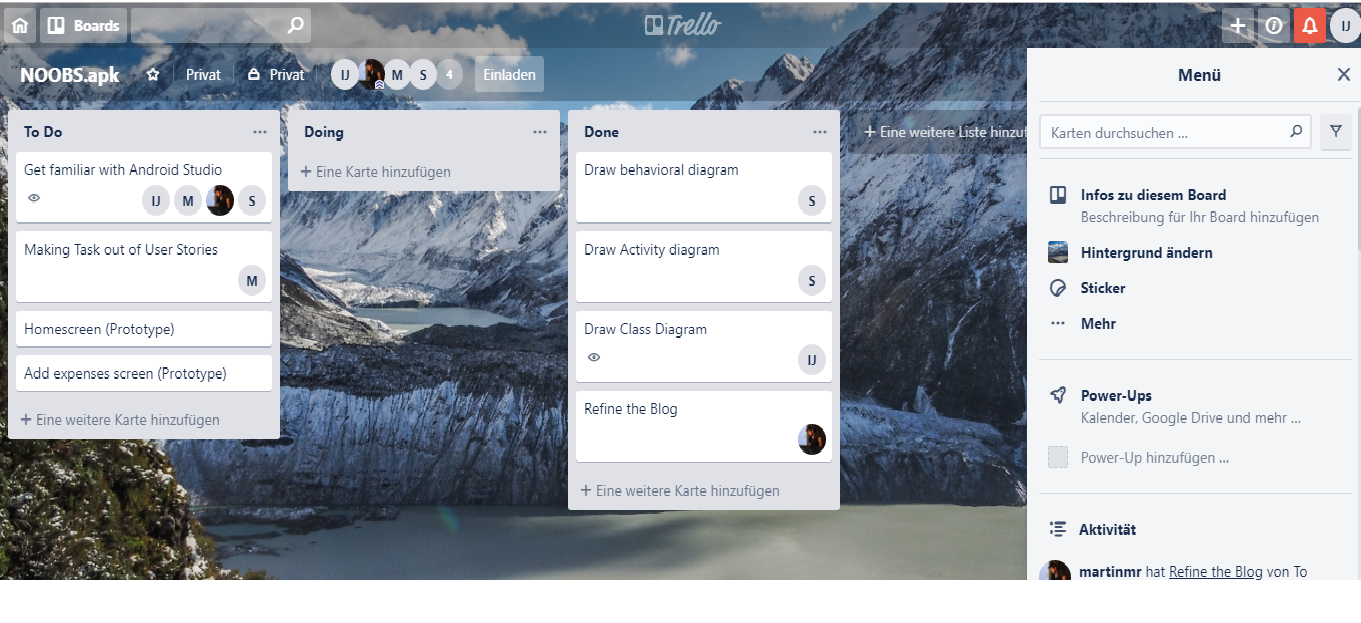 Boards
Trello
IJ
NOOBS.apk
Privat
Privat
IJ
M
S
4
Einladen
To Do
Get familiar with Android Studio
IJ
M
S
Making Task out of User Stories
M
Homescreen (Prototype)
Add expenses screen (Prototype)
+ Eine weitere Karte hinzufügen
Doing
+ Eine Karte hinzufügen
Done
Draw behavioral diagram
S
Draw Activity diagram
S
Draw Class Diagram
IJ
Refine the Blog
+ Eine weitere Karte hinzufügen
+ Eine weitere Liste hinzuf
Menü
Karten durchsuchen ...
Infos zu diesem Board
Beschreibung für Ihr Board hinzufügen
Hintergrund ändern
Sticker
Mehr
Power-Ups
Kalender, Google Drive und mehr ...
Power-Up hinzufügen ...
Aktivität
martinmr hat Refine the Blog von To